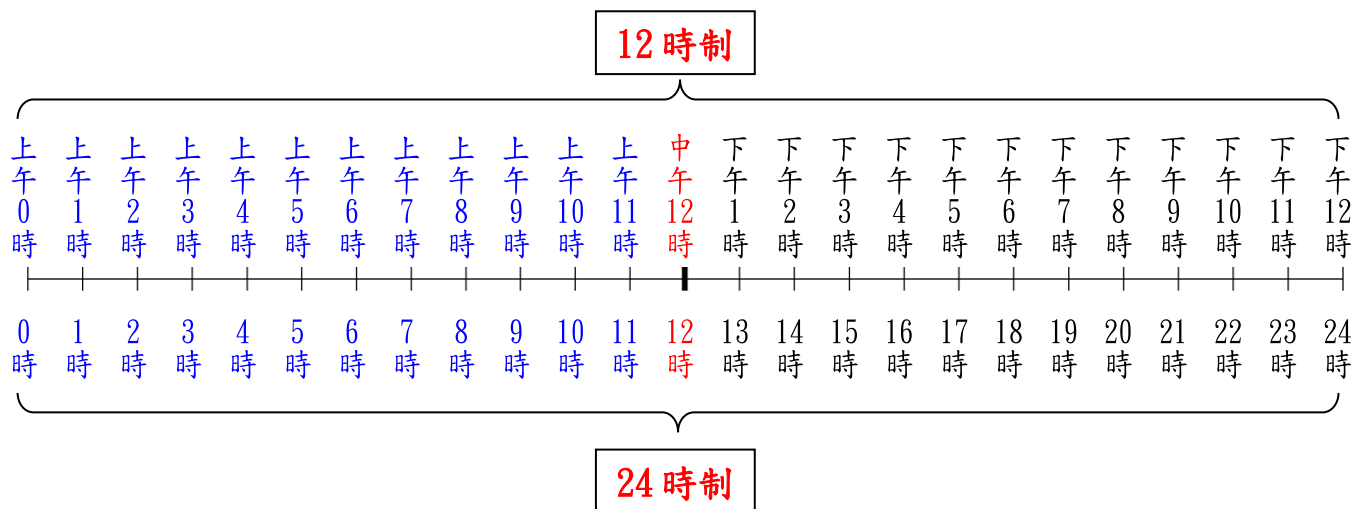 12時制
上午0時 上午1時 上午2時 上午3時 上午4時 上午5時 上午6時 上午7時 上午8時 上午9時 上午10時 上午11時 中午12時 下午1時 下午2時 下午3時 下午4時 下午5時 下午6時 下午7時 下午8時 下午9時 下午10時 下午11時 下午12時
0時 1時 2時 3時 4時 5時 6時 7時 8時 9時 10時 11時 12時 13時 14時 15時 16時 17時 18時 19時 20時 21時 22時 23時 24時
24時制